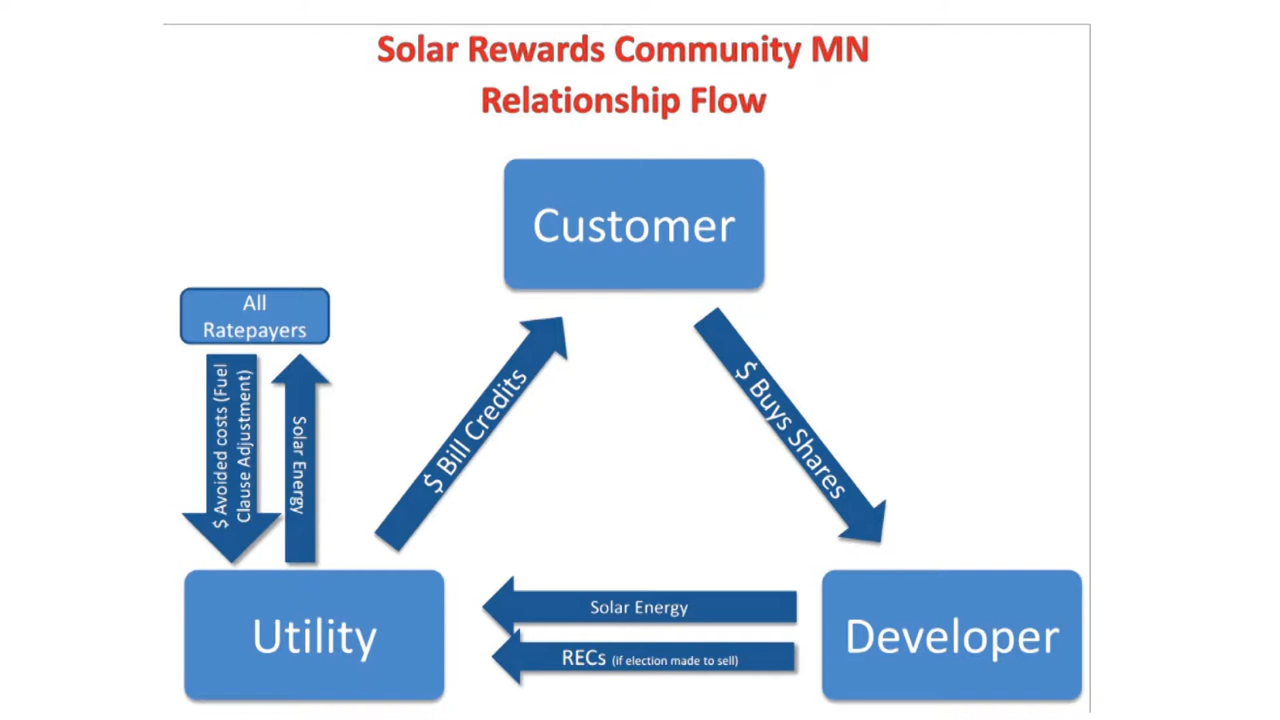 Solar Rewards Community MN
Relationship Flow
Customer
All
Ratepayers
$ Avoided costs (Fuel
Clause Adjustment)
Solar Energy
$ Bill Credits
$ Buys Shares
Utility
Solar Energy
RECs (if election made to sell)
Developer